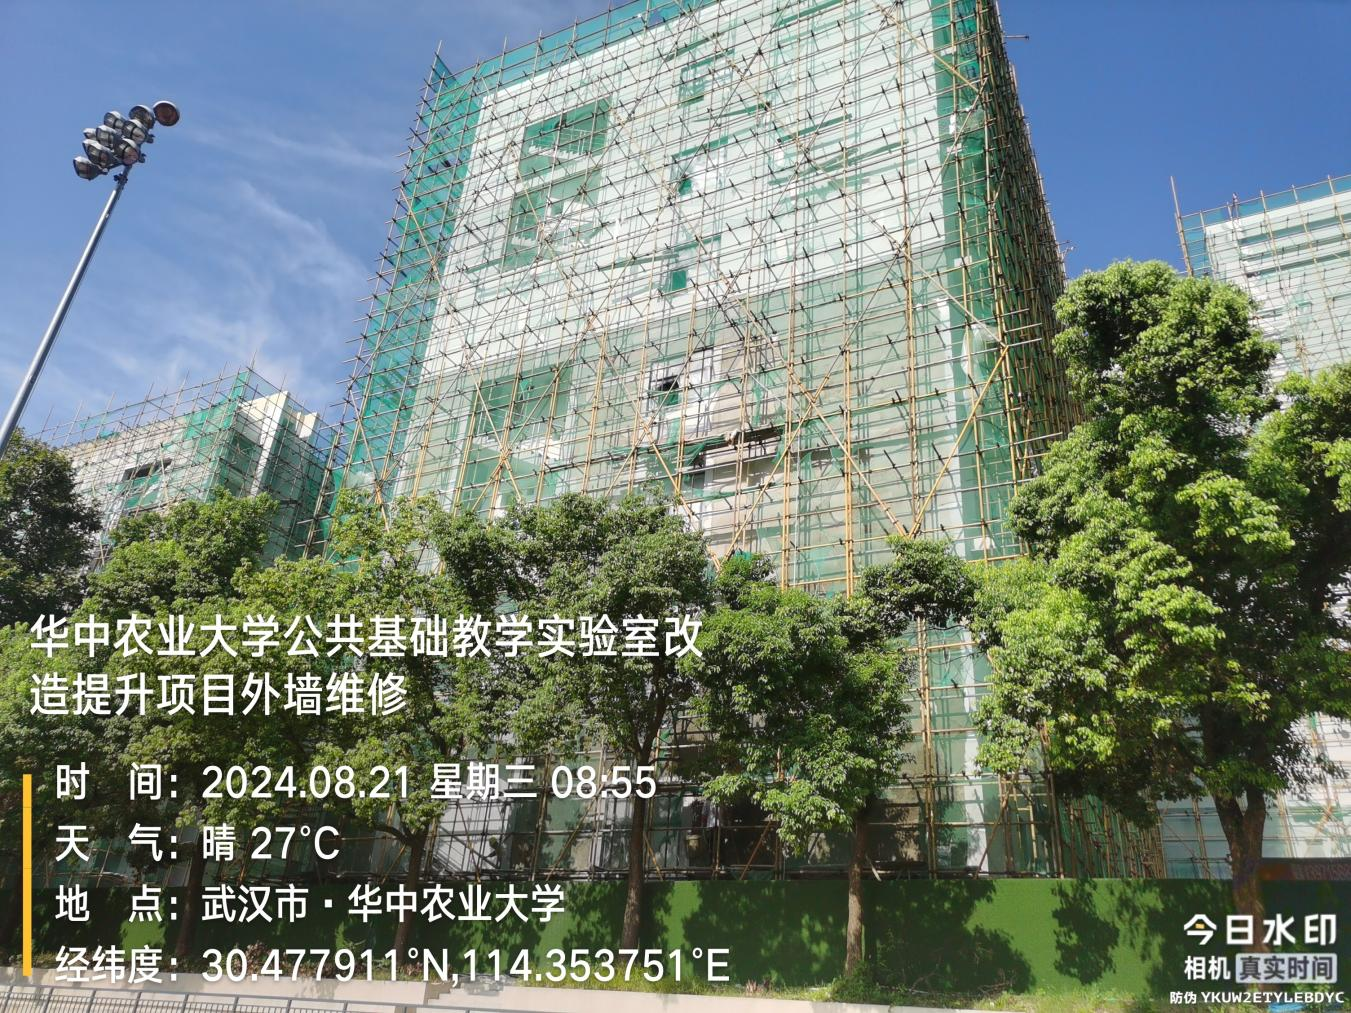 华中农业大学公共基础教学实验室改
造提升项目外墙维修
时 间：2024.08.21 星期三 08:55
天 气：晴 27°C
地 点：武汉市·华中农业大学
经纬度：30.477911°N,114.353751°E
今日水印
相机 真实时间
防伪 YKUW2ETYLEBDYC